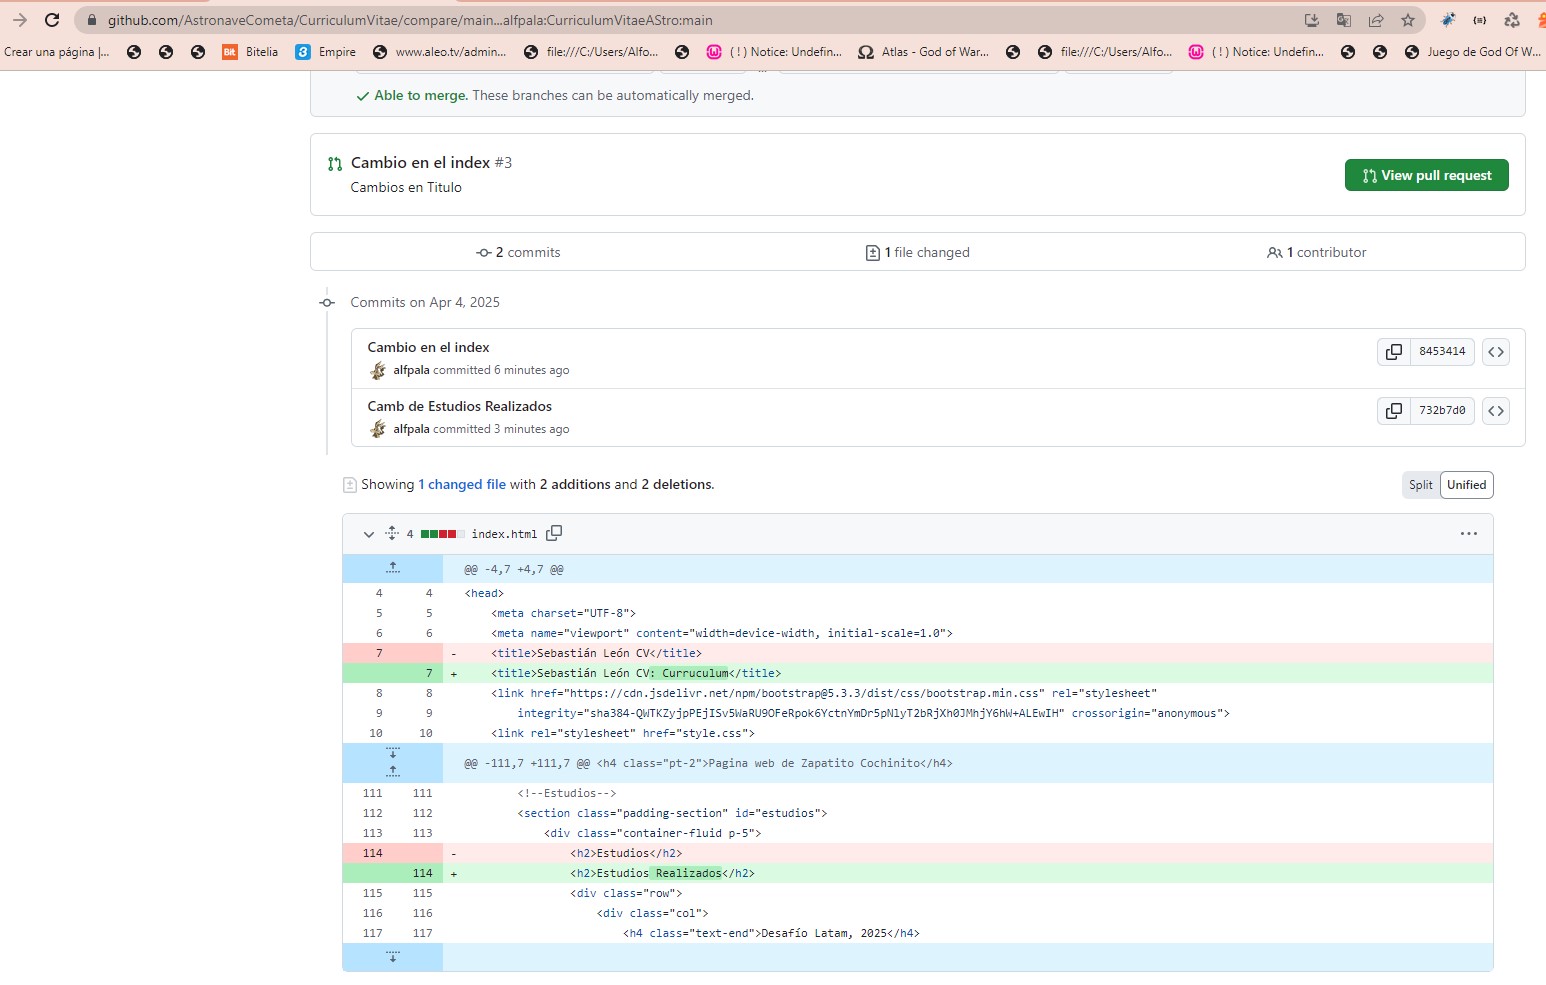 github.com/AstronaveCometa/CurriculumVitae/compare/main...alfpala:CurriculumVitaeAStro:main
Crear una página |... Bit Bitelia 3 Empire www.aleo.tv/admin... file:///C:/Users/Alfo... ( ! ) Notice: Undefin... Atlas - God of War... file:///C:/Users/Alfo... ( ! ) Notice: Undefin... Juego de God Of W...
Able to merge. These branches can be automatically merged.
Cambio en el index #3
Cambios en Titulo
View pull request
2 commits 1 file changed 1 contributor
Commits on Apr 4, 2025
Cambio en el index
alfpala committed 6 minutes ago
8453414
Camb de Estudios Realizados
alfpala committed 3 minutes ago
732b7d0
Showing 1 changed file with 2 additions and 2 deletions.
Split Unified
4 index.html
@@ -4,7 +4,7 @@
4 4 <head>
5 5 <meta charset="UTF-8">
6 6 <meta name="viewport" content="width=device-width, initial-scale=1.0">
7 - <title>Sebastián León CV</title>
7 + <title>Sebastián León CV: Curruculum</title>
8 8 <link href="https://cdn.jsdelivr.net/npm/bootstrap@5.3.3/dist/css/bootstrap.min.css" rel="stylesheet"
9 9 integrity="sha384-QWTKZyjpPEjISv5WaRU9OFeRpok6YctnYmDr5pNlyT2bRjXh0JMhjY6hW+ALEwIH" crossorigin="anonymous">
10 10 <link rel="stylesheet" href="style.css">
@@ -111,7 +111,7 @@ <h4 class="pt-2">Pagina web de Zapatito Cochinito</h4>
111 111 <!--Estudios-->
112 112 <section class="padding-section" id="estudios">
113 113 <div class="container-fluid p-5">
114 - <h2>Estudios</h2>
114 + <h2>Estudios Realizados</h2>
115 115 <div class="row">
116 116 <div class="col">
117 117 <h4 class="text-end">Desafío Latam, 2025</h4>